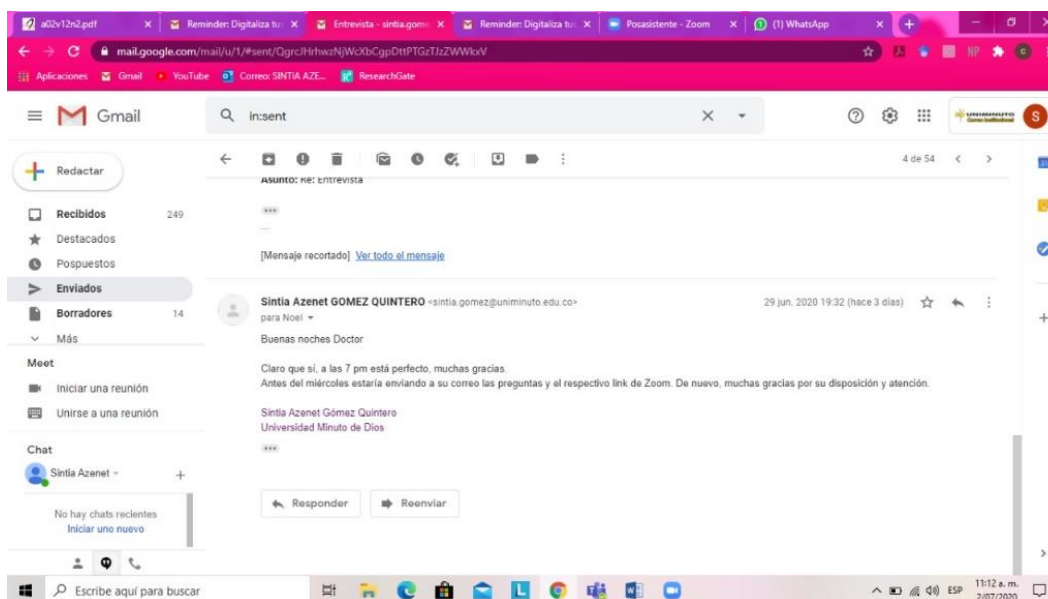 a02v12n2.pdf
Reminder: Digitaliza tu
Entrevista - sintia.gome
Reminder: Digitaliza tu
Posasistente - Zoom
(1) WhatsApp
mail.google.com/mail/u/1/#sent/
NP
Aplicaciones Gmail YouTube Correo: SINTIA AZE... ResearchGate
Gmail
in:sent
UNIMINUTO
S
Redactar
4 de 54
Asunto: Re: Entrevista
Recibidos 249
Destacados
Pospuestos
Enviados
Borradores 14
Más
[Mensaje recortado] Ver todo el mensaje
Sintia Azenet GOMEZ QUINTERO <sintia.gomez@uniminuto.edu.co>
29 jun. 2020 19:32 (hace 3 días)
para Noel
Buenas noches Doctor
Claro que sí, a las 7 pm está perfecto, muchas gracias.
Antes del miércoles estaría enviando a su correo las preguntas y el respectivo link de Zoom. De nuevo, muchas gracias por su disposición y atención.
Sintia Azenet Gómez Quintero
Universidad Minuto de Dios
Responder
Reenviar
Meet
Iniciar una reunión
Unirse a una reunión
Chat
Sintia Azenet
No hay chats recientes
Iniciar uno nuevo
Escribe aquí para buscar
ESP
11:12 a. m.
2/07/2020